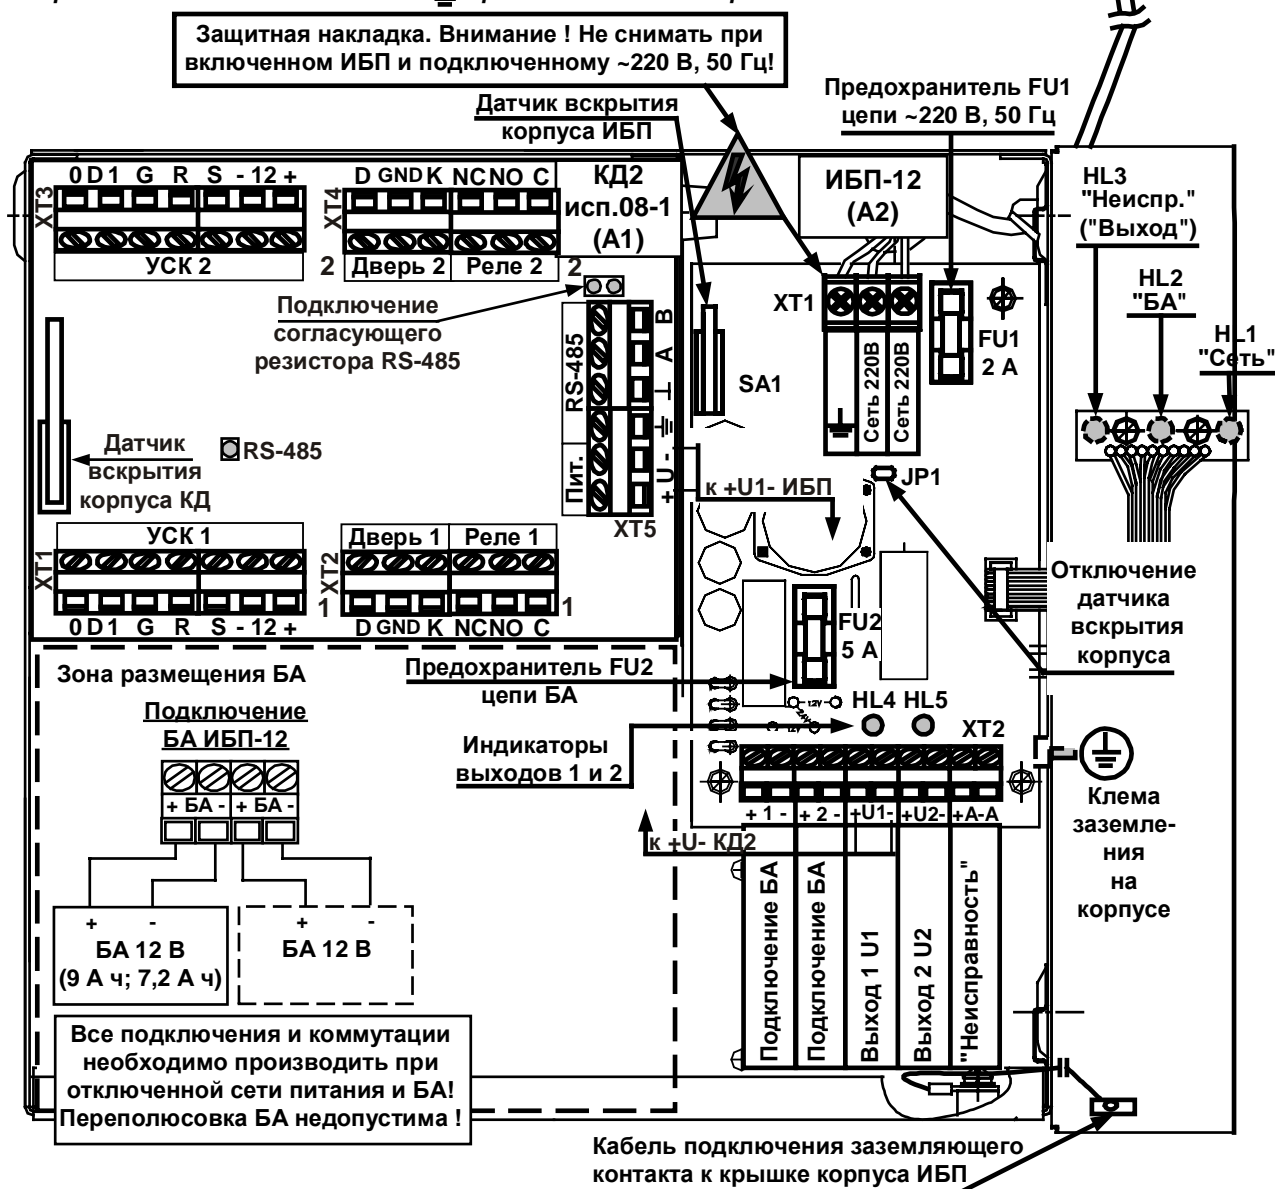 Защитная накладка. Внимание ! Не снимать при
включенном ИБП и подключенному ~220 В, 50 Гц!
Датчик вскрытия
корпуса ИБП
Предохранитель FU1
цепи ~220 В, 50 Гц
0 D1 G R S - 12 +
XT3
УСК 2
D GND K NC NO C
XT4
2 Дверь 2 Реле 2 2
КД2
исп.08-1
(А1)
ИБП-12
(А2)
HL3
"Неиспр."
("Выход")
HL2
"БА"
HL1
"Сеть"
Подключение
согласующего
резистора RS-485
RS-485
B
A
⊥
Пит.
+ U -
XT5
SA1
XT1
Сеть 220В
Сеть 220В
FU1
2 А
JP1
Датчик
вскрытия
корпуса КД
RS-485
к +U1- ИБП
УСК 1
XT1
0 D1 G R S - 12 +
Дверь 1 Реле 1
XT2
1 1
D GND K NC NO C
Отключение
датчика
вскрытия
корпуса
FU2
5 А
Предохранитель FU2
цепи БА
Зона размещения БА
Подключение
БА ИБП-12
+ БА - + БА -
Индикаторы
выходов 1 и 2
12V
24V
12V
HL4 HL5
XT2
+ 1 - + 2 - +U1- +U2- +A-A
к +U- КД2
Подключение БА
Подключение БА
Выход 1 U1
Выход 2 U2
"Неисправность"
Клема
заземле-
ния
на
корпусе
+ -
БА 12 В
(9 А ч; 7,2 А ч)
+ -
БА 12 В
Все подключения и коммутации
необходимо производить при
отключенной сети питания и БА!
Переполюсовка БА недопустима !
Кабель подключения заземляющего
контакта к крышке корпуса ИБП